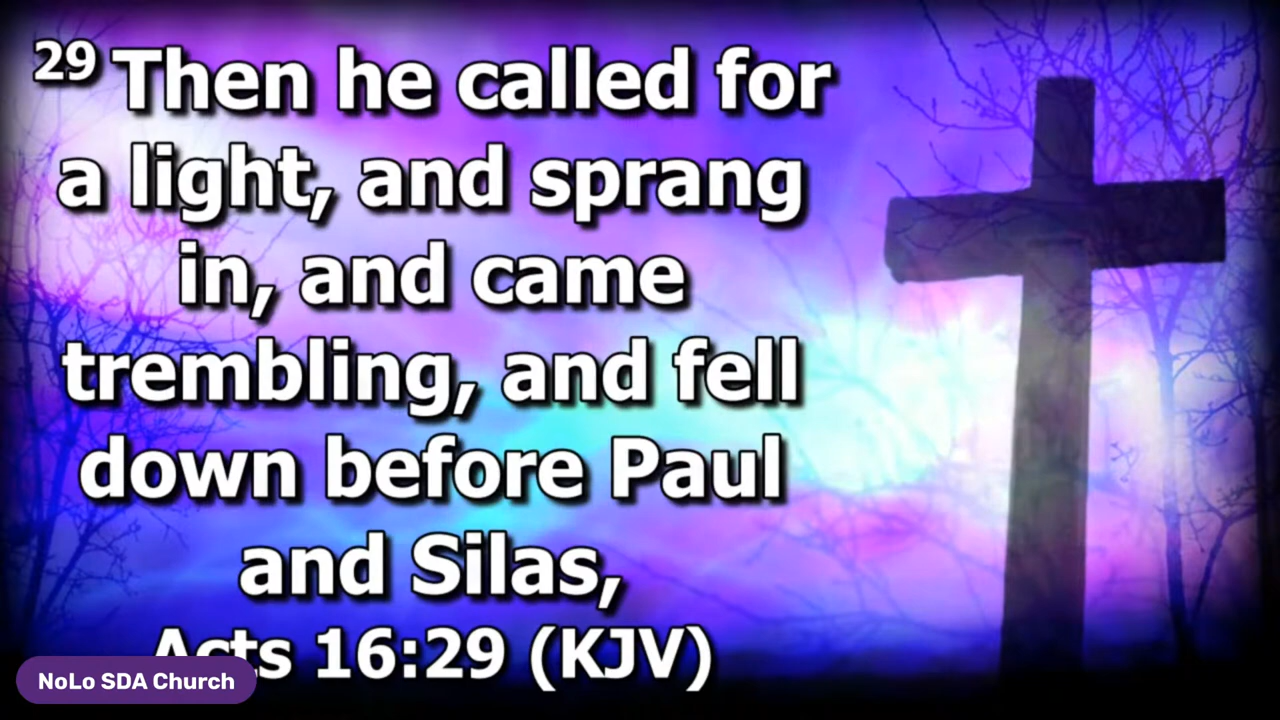 29 Then he called for
a light, and sprang
in, and came
trembling, and fell
down before Paul
and Silas,
Acts 16:29 (KJV)
NoLo SDA Church